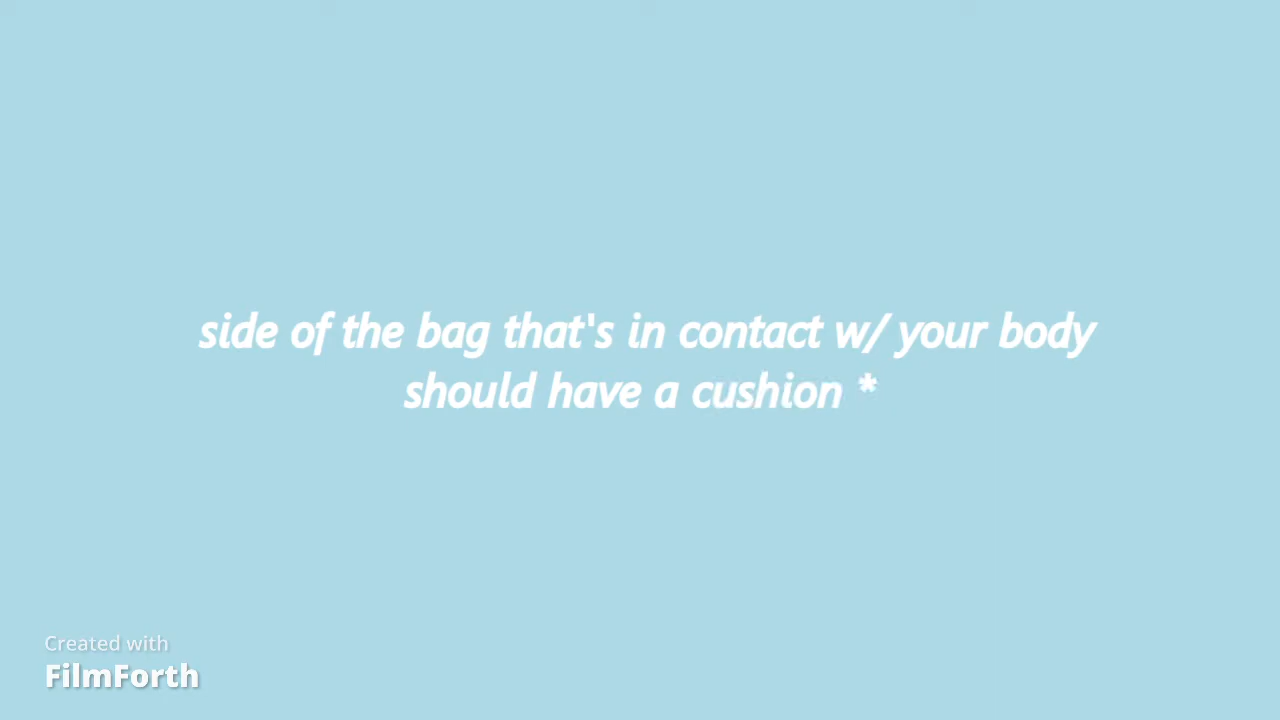 side of the bag that's in contact w/ your body
should have a cushion *
Created with
FilmForth